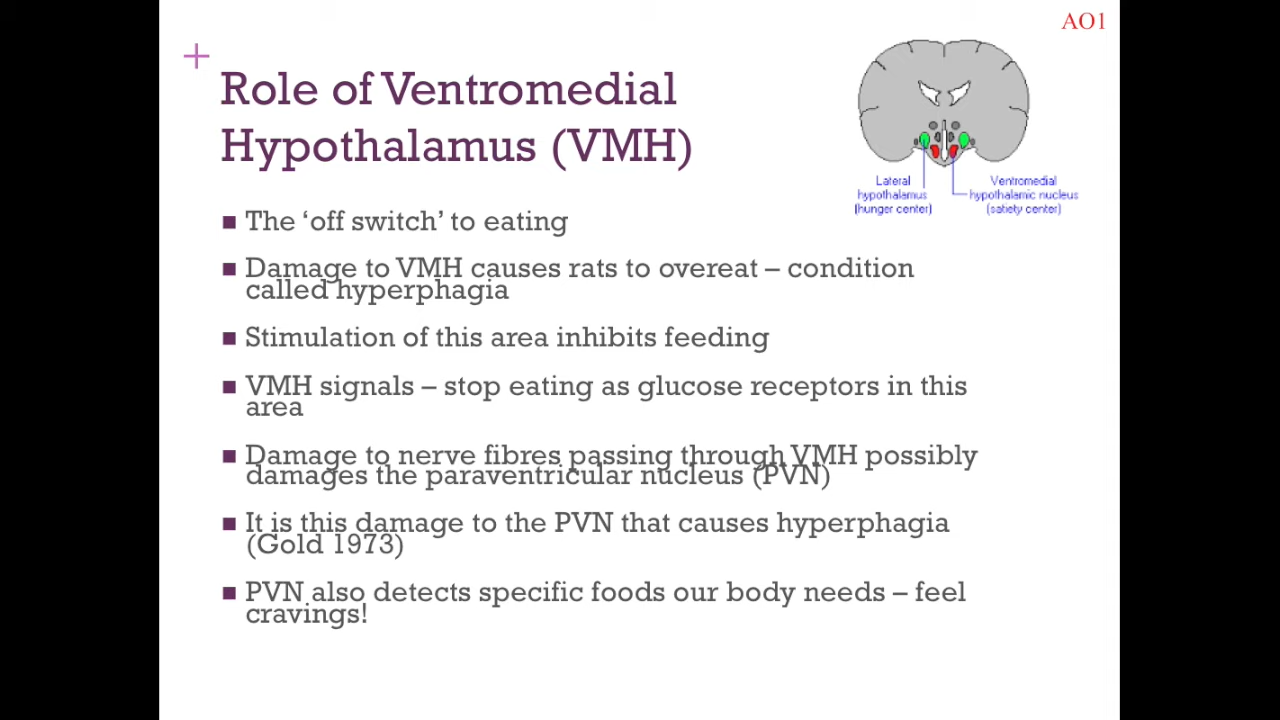 AO1
+
Role of Ventromedial
Hypothalamus (VMH)
Lateral
hypothalamus
(hunger center)
Ventromedial
hypothalamic nucleus
(satiety center)
■ The ‘off switch’ to eating
■ Damage to VMH causes rats to overeat – condition
called hyperphagia
■ Stimulation of this area inhibits feeding
■ VMH signals – stop eating as glucose receptors in this
area
■ Damage to nerve fibres passing through VMH possibly
damages the paraventricular nucleus (PVN)
■ It is this damage to the PVN that causes hyperphagia
(Gold 1973)
■ PVN also detects specific foods our body needs – feel
cravings!